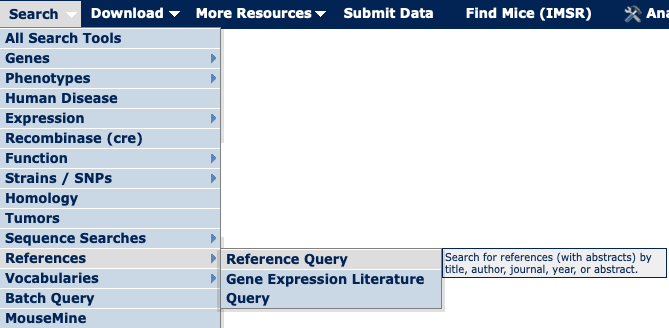 Search Download More Resources Submit Data Find Mice (IMSR) Ana
All Search Tools
Genes
Phenotypes
Human Disease
Expression
Recombinase (cre)
Function
Strains / SNPs
Homology
Tumors
Sequence Searches
References
Vocabularies
Batch Query
MouseMine
Reference Query
Gene Expression Literature
Query
Search for references (with abstracts) by
title, author, journal, year, or abstract.